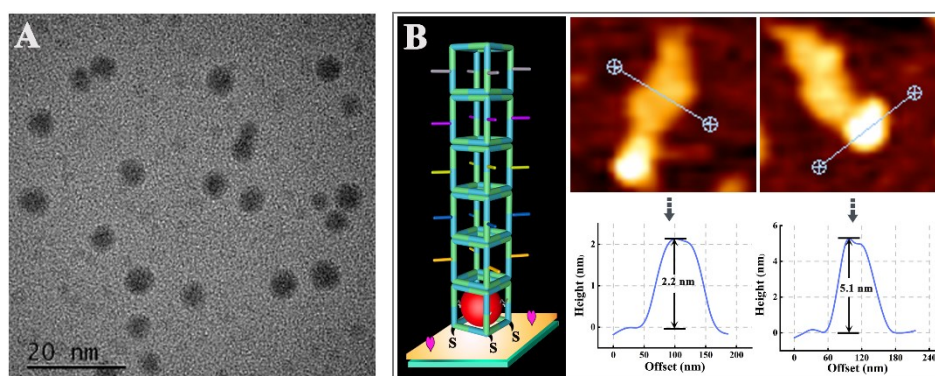 A
20 nm
B
S
S
S
S
Height (nm)
2
1
0
2.2 nm
0
50
100
150
200
Offset (nm)
Height (nm)
6
4
2
0
5.1 nm
0
60
120
180
240
Offset (nm)